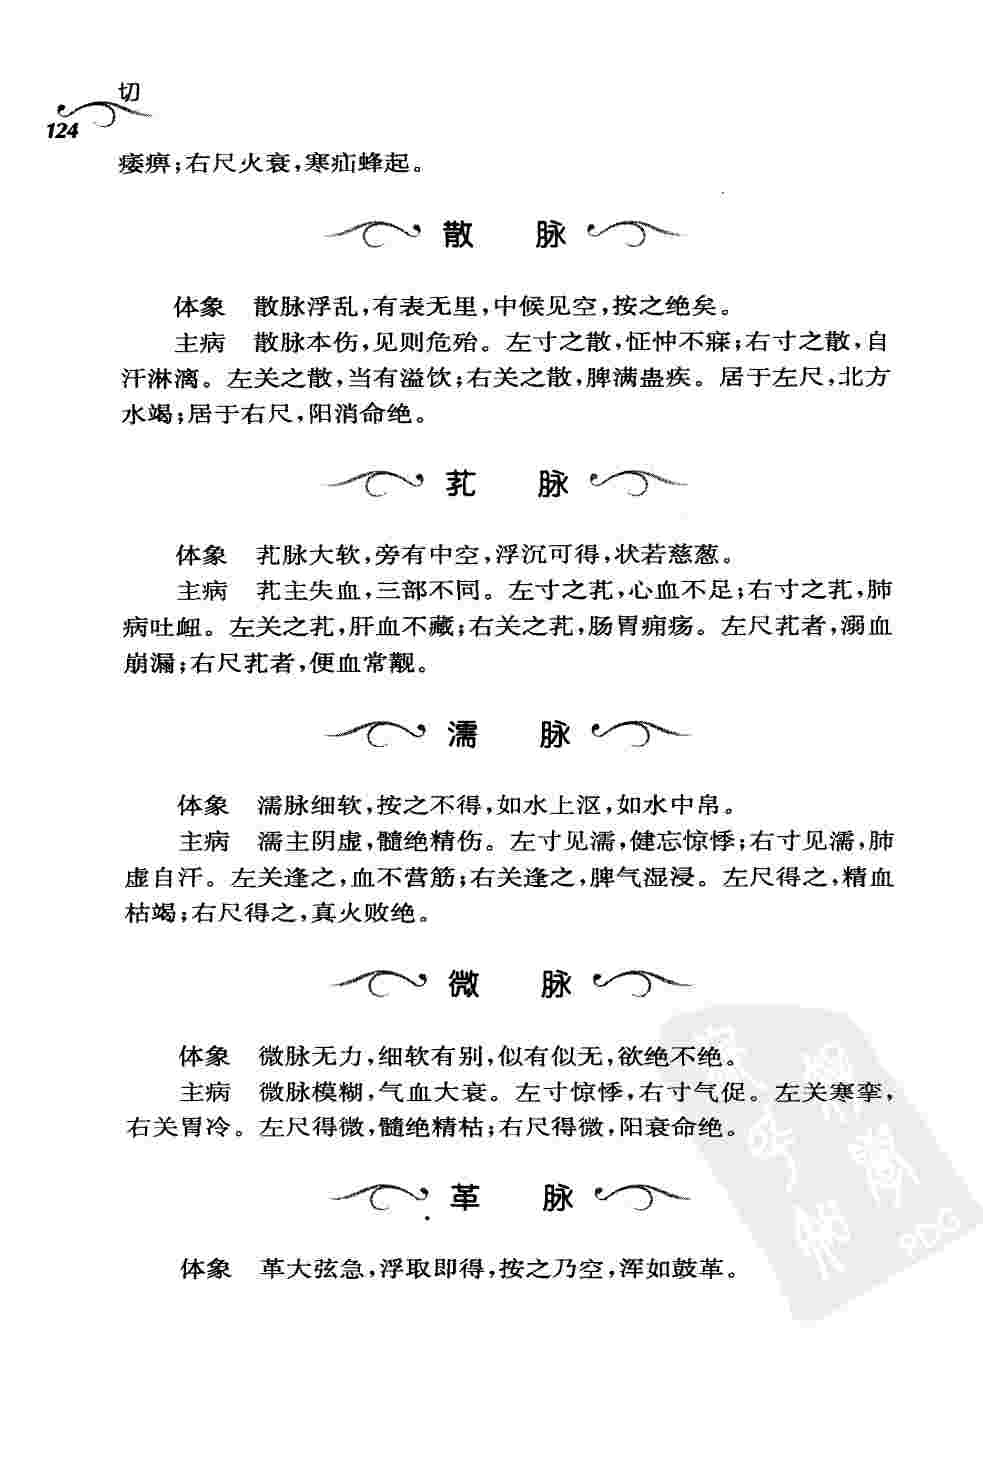 切
124
痿痹;右尺火衰,寒疝蜂起。
散 脉
体象 散脉浮乱,有表无里,中候见空,按之绝矣。
主病 散脉本伤,见则危殆。左寸之散,怔忡不寐;右寸之散,自
汗淋漓。左关之散,当有溢饮;右关之散,脾满蛊疾。居于左尺,北方
水竭;居于右尺,阳消命绝。
芤 脉
体象 芤脉大软,旁有中空,浮沉可得,状若慈葱。
主病 芤主失血,三部不同。左寸之芤,心血不足;右寸之芤,肺
病吐衄。左关之芤,肝血不藏;右关之芤,肠胃痈疡。左尺芤者,溺血
崩漏;右尺芤者,便血常觏。
濡 脉
体象 濡脉细软,按之不得,如水上沤,如水中帛。
主病 濡主阴虚,髓绝精伤。左寸见濡,健忘惊悸;右寸见濡,肺
虚自汗。左关逢之,血不营筋;右关逢之,脾气湿浸。左尺得之,精血
枯竭;右尺得之,真火败绝。
微 脉
体象 微脉无力,细软有别,似有似无,欲绝不绝。
主病 微脉模糊,气血大衰。左寸惊悸,右寸气促。左关寒挛,
右关胃冷。左尺得微,髓绝精枯;右尺得微,阳衰命绝。
革 脉
体象 革大弦急,浮取即得,按之乃空,浑如鼓革。
PDG